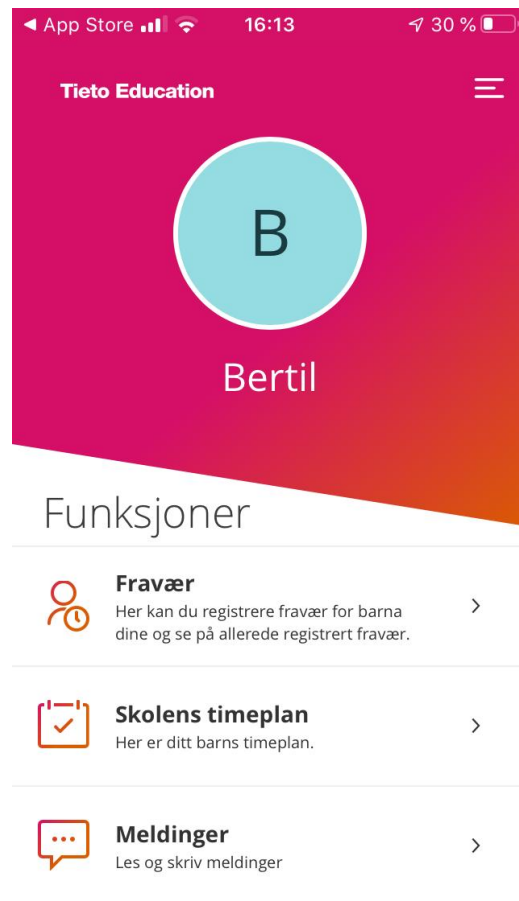 App Store 16:13 30 %
Tieto Education
B
Bertil
Funksjoner
Fravær
Her kan du registrere fravær for barna
dine og se på allerede registrert fravær.
Skolens timeplan
Her er ditt barns timeplan.
Meldinger
Les og skriv meldinger